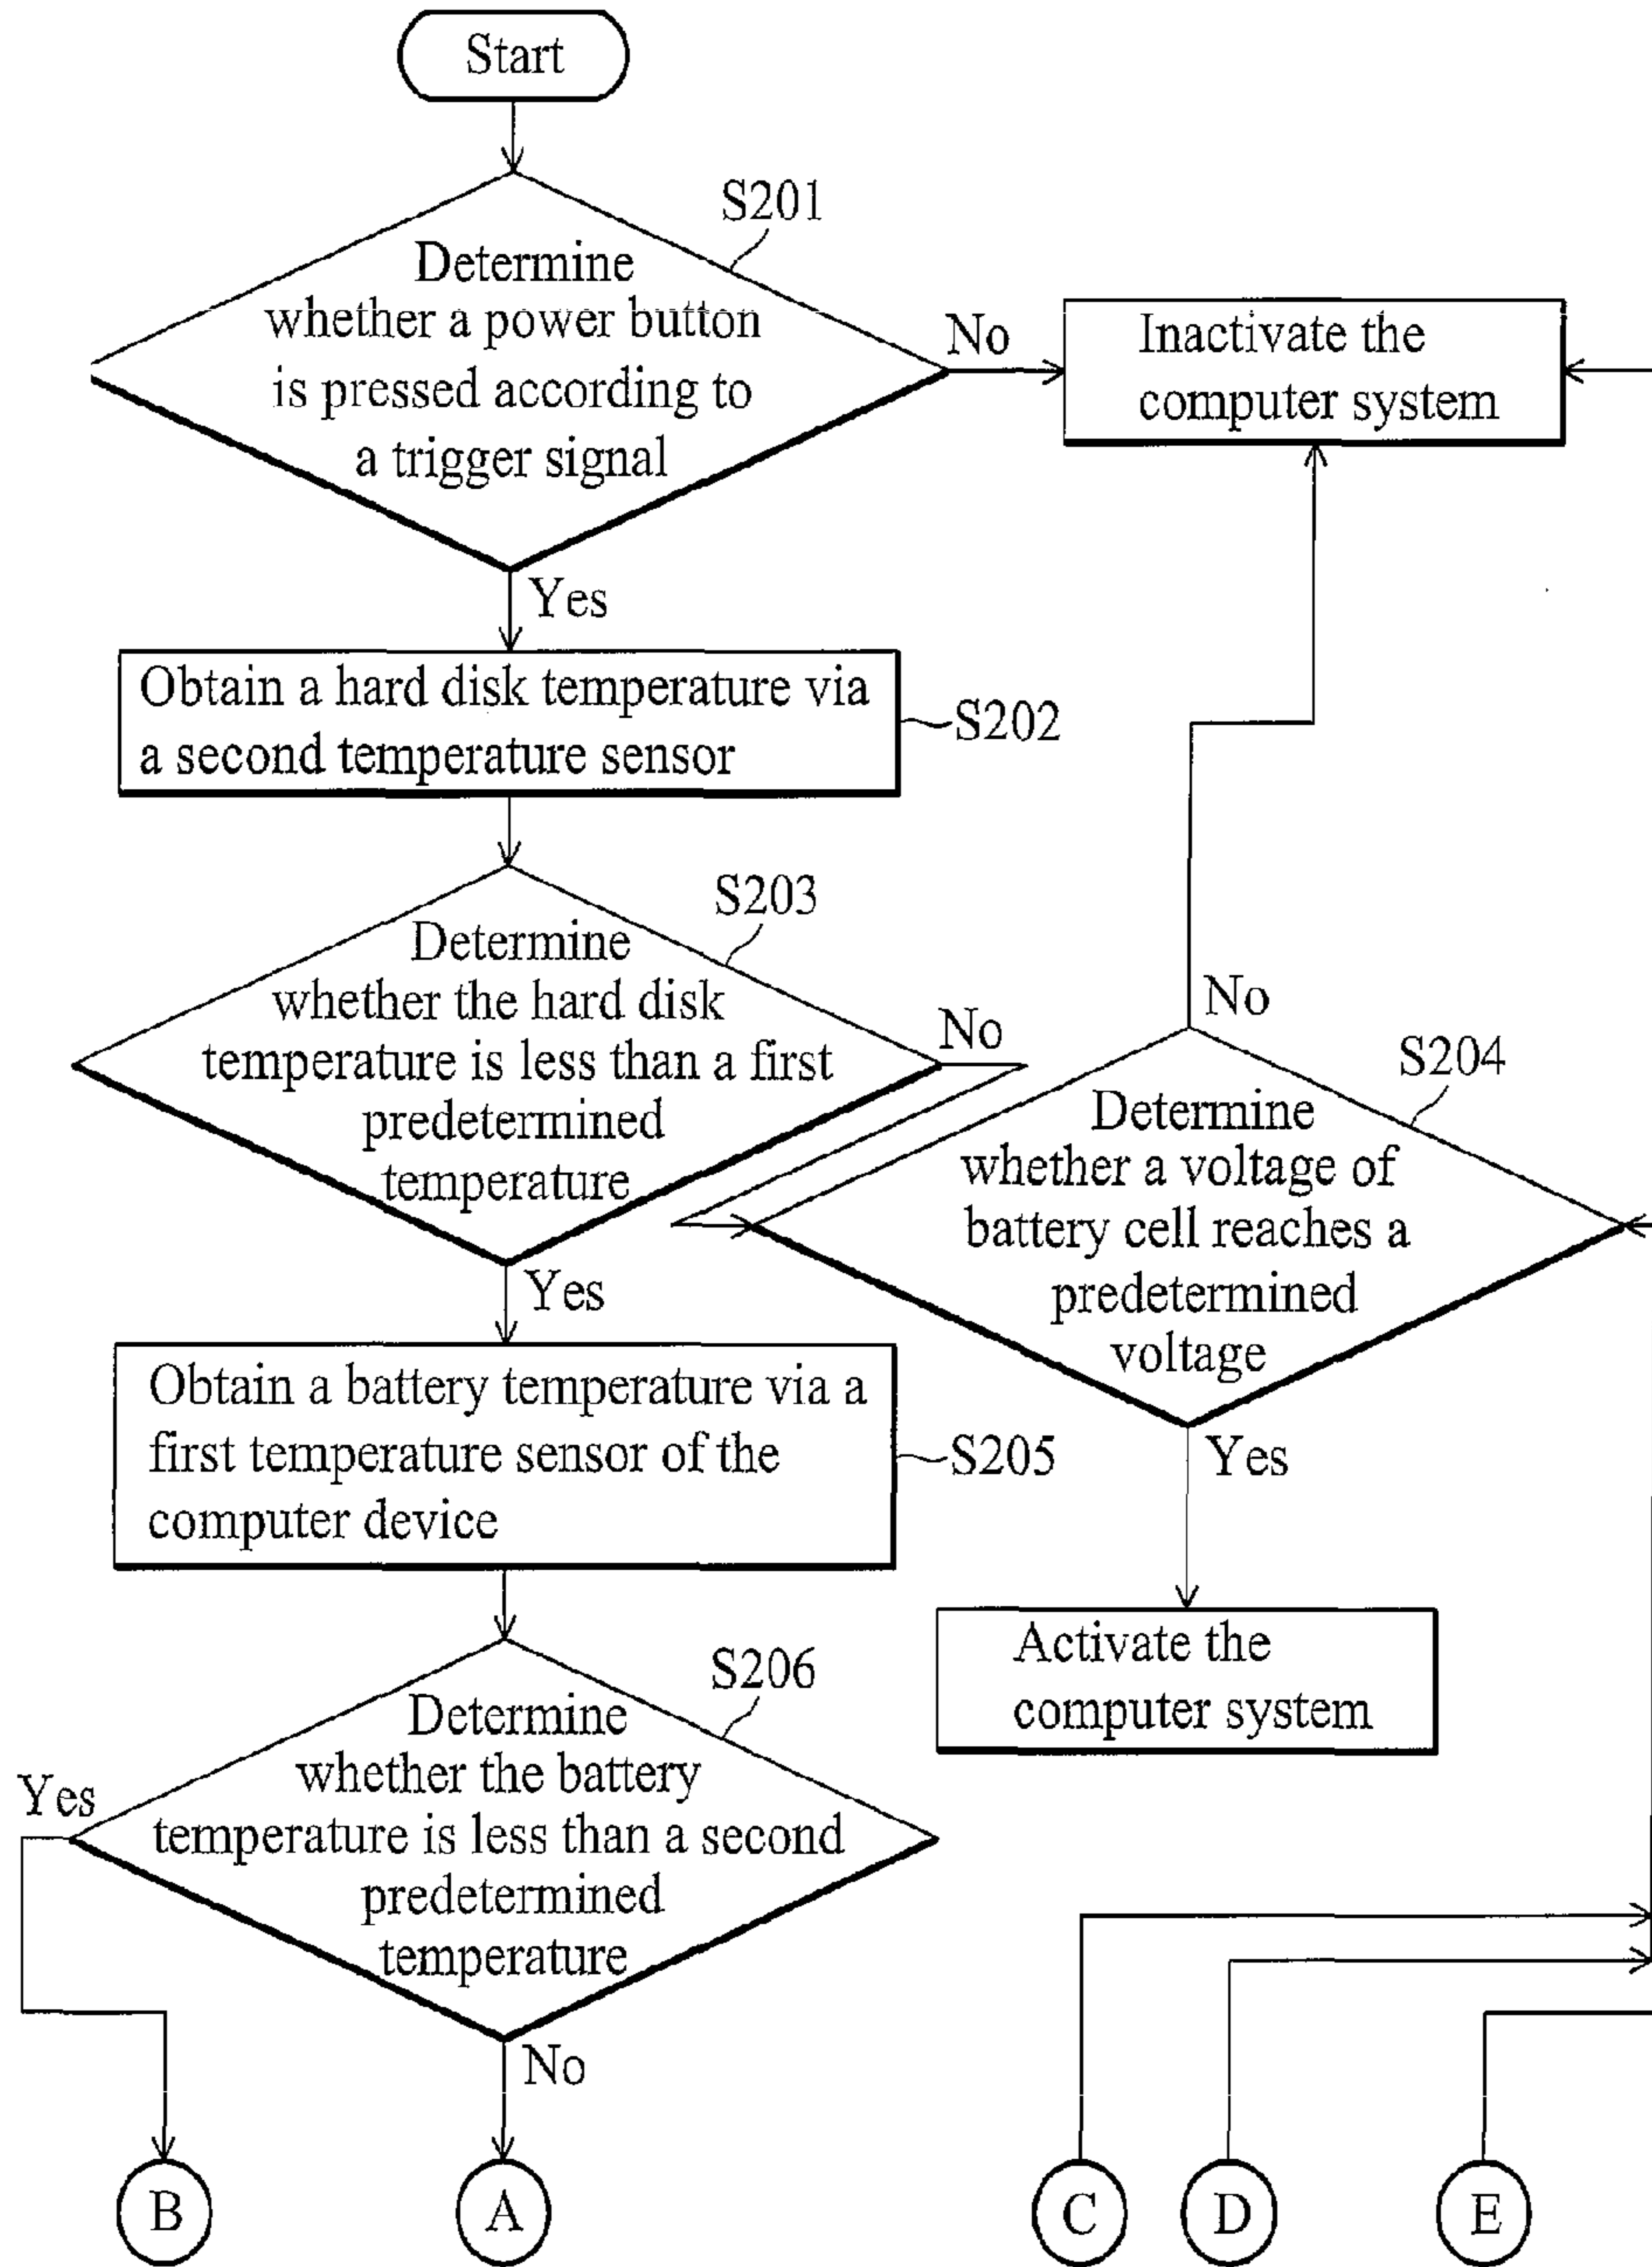 Start
S201
Determine
whether a power button
is pressed according to
a trigger signal
No
Inactivate the
computer system
Yes
Obtain a hard disk temperature via
a second temperature sensor
S202
S203
Determine
whether the hard disk
temperature is less than a first
predetermined
temperature
No
Yes
No
S204
Determine
whether a voltage of
battery cell reaches a
predetermined
voltage
Yes
Obtain a battery temperature via a
first temperature sensor of the
computer device
S205
Activate the
computer system
S206
Determine
whether the battery
temperature is less than a second
predetermined
temperature
Yes
No
B
A
C
D
E